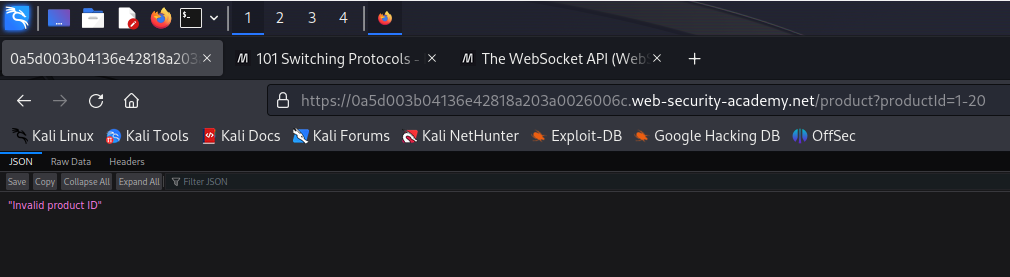 1 2 3 4
0a5d003b04136e42818a203 101 Switching Protocols - The WebSocket API (Web
https://0a5d003b04136e42818a203a0026006c.web-security-academy.net/product?productId=1-20
Kali Linux Kali Tools Kali Docs Kali Forums Kali NetHunter Exploit-DB Google Hacking DB OffSec
JSON Raw Data Headers
Save Copy Collapse All Expand All Filter JSON
"Invalid product ID"